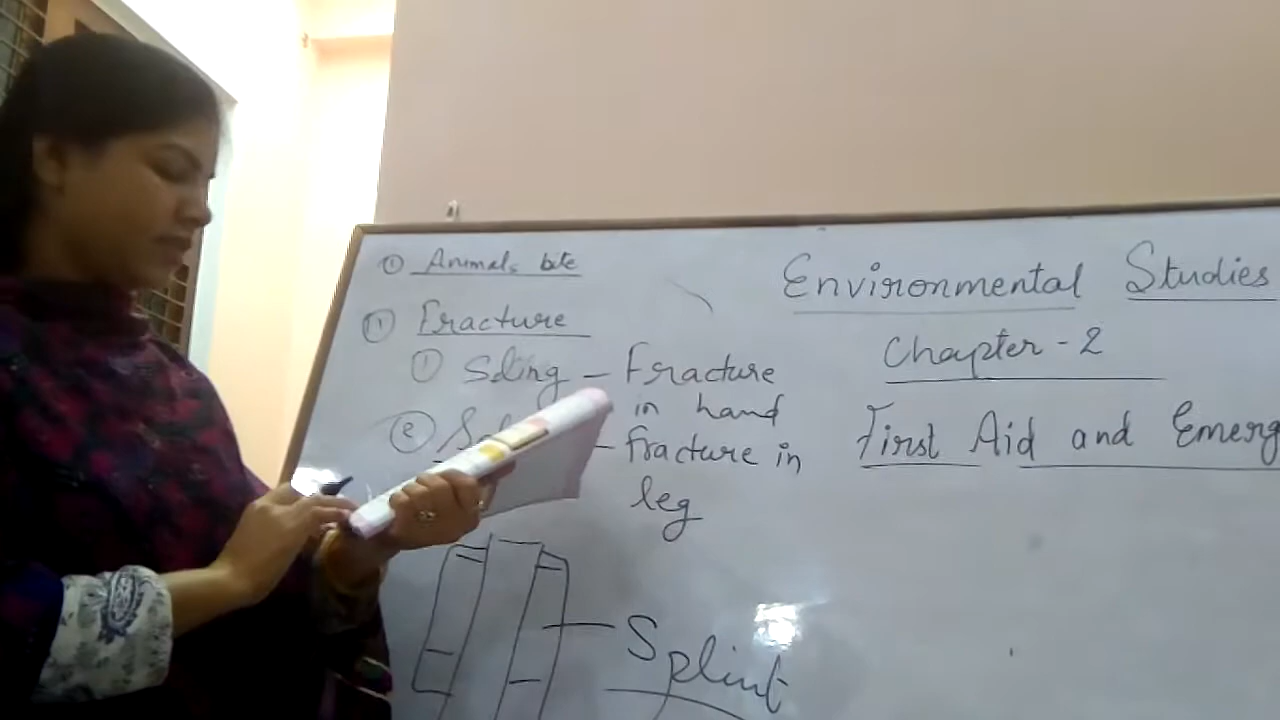 ① Animals bite
⑪ Fracture
① Sling - Fracture
in hand
② - fracture in
leg
Splint
Environmental Studies
Chapter - 2
First Aid and Emerg